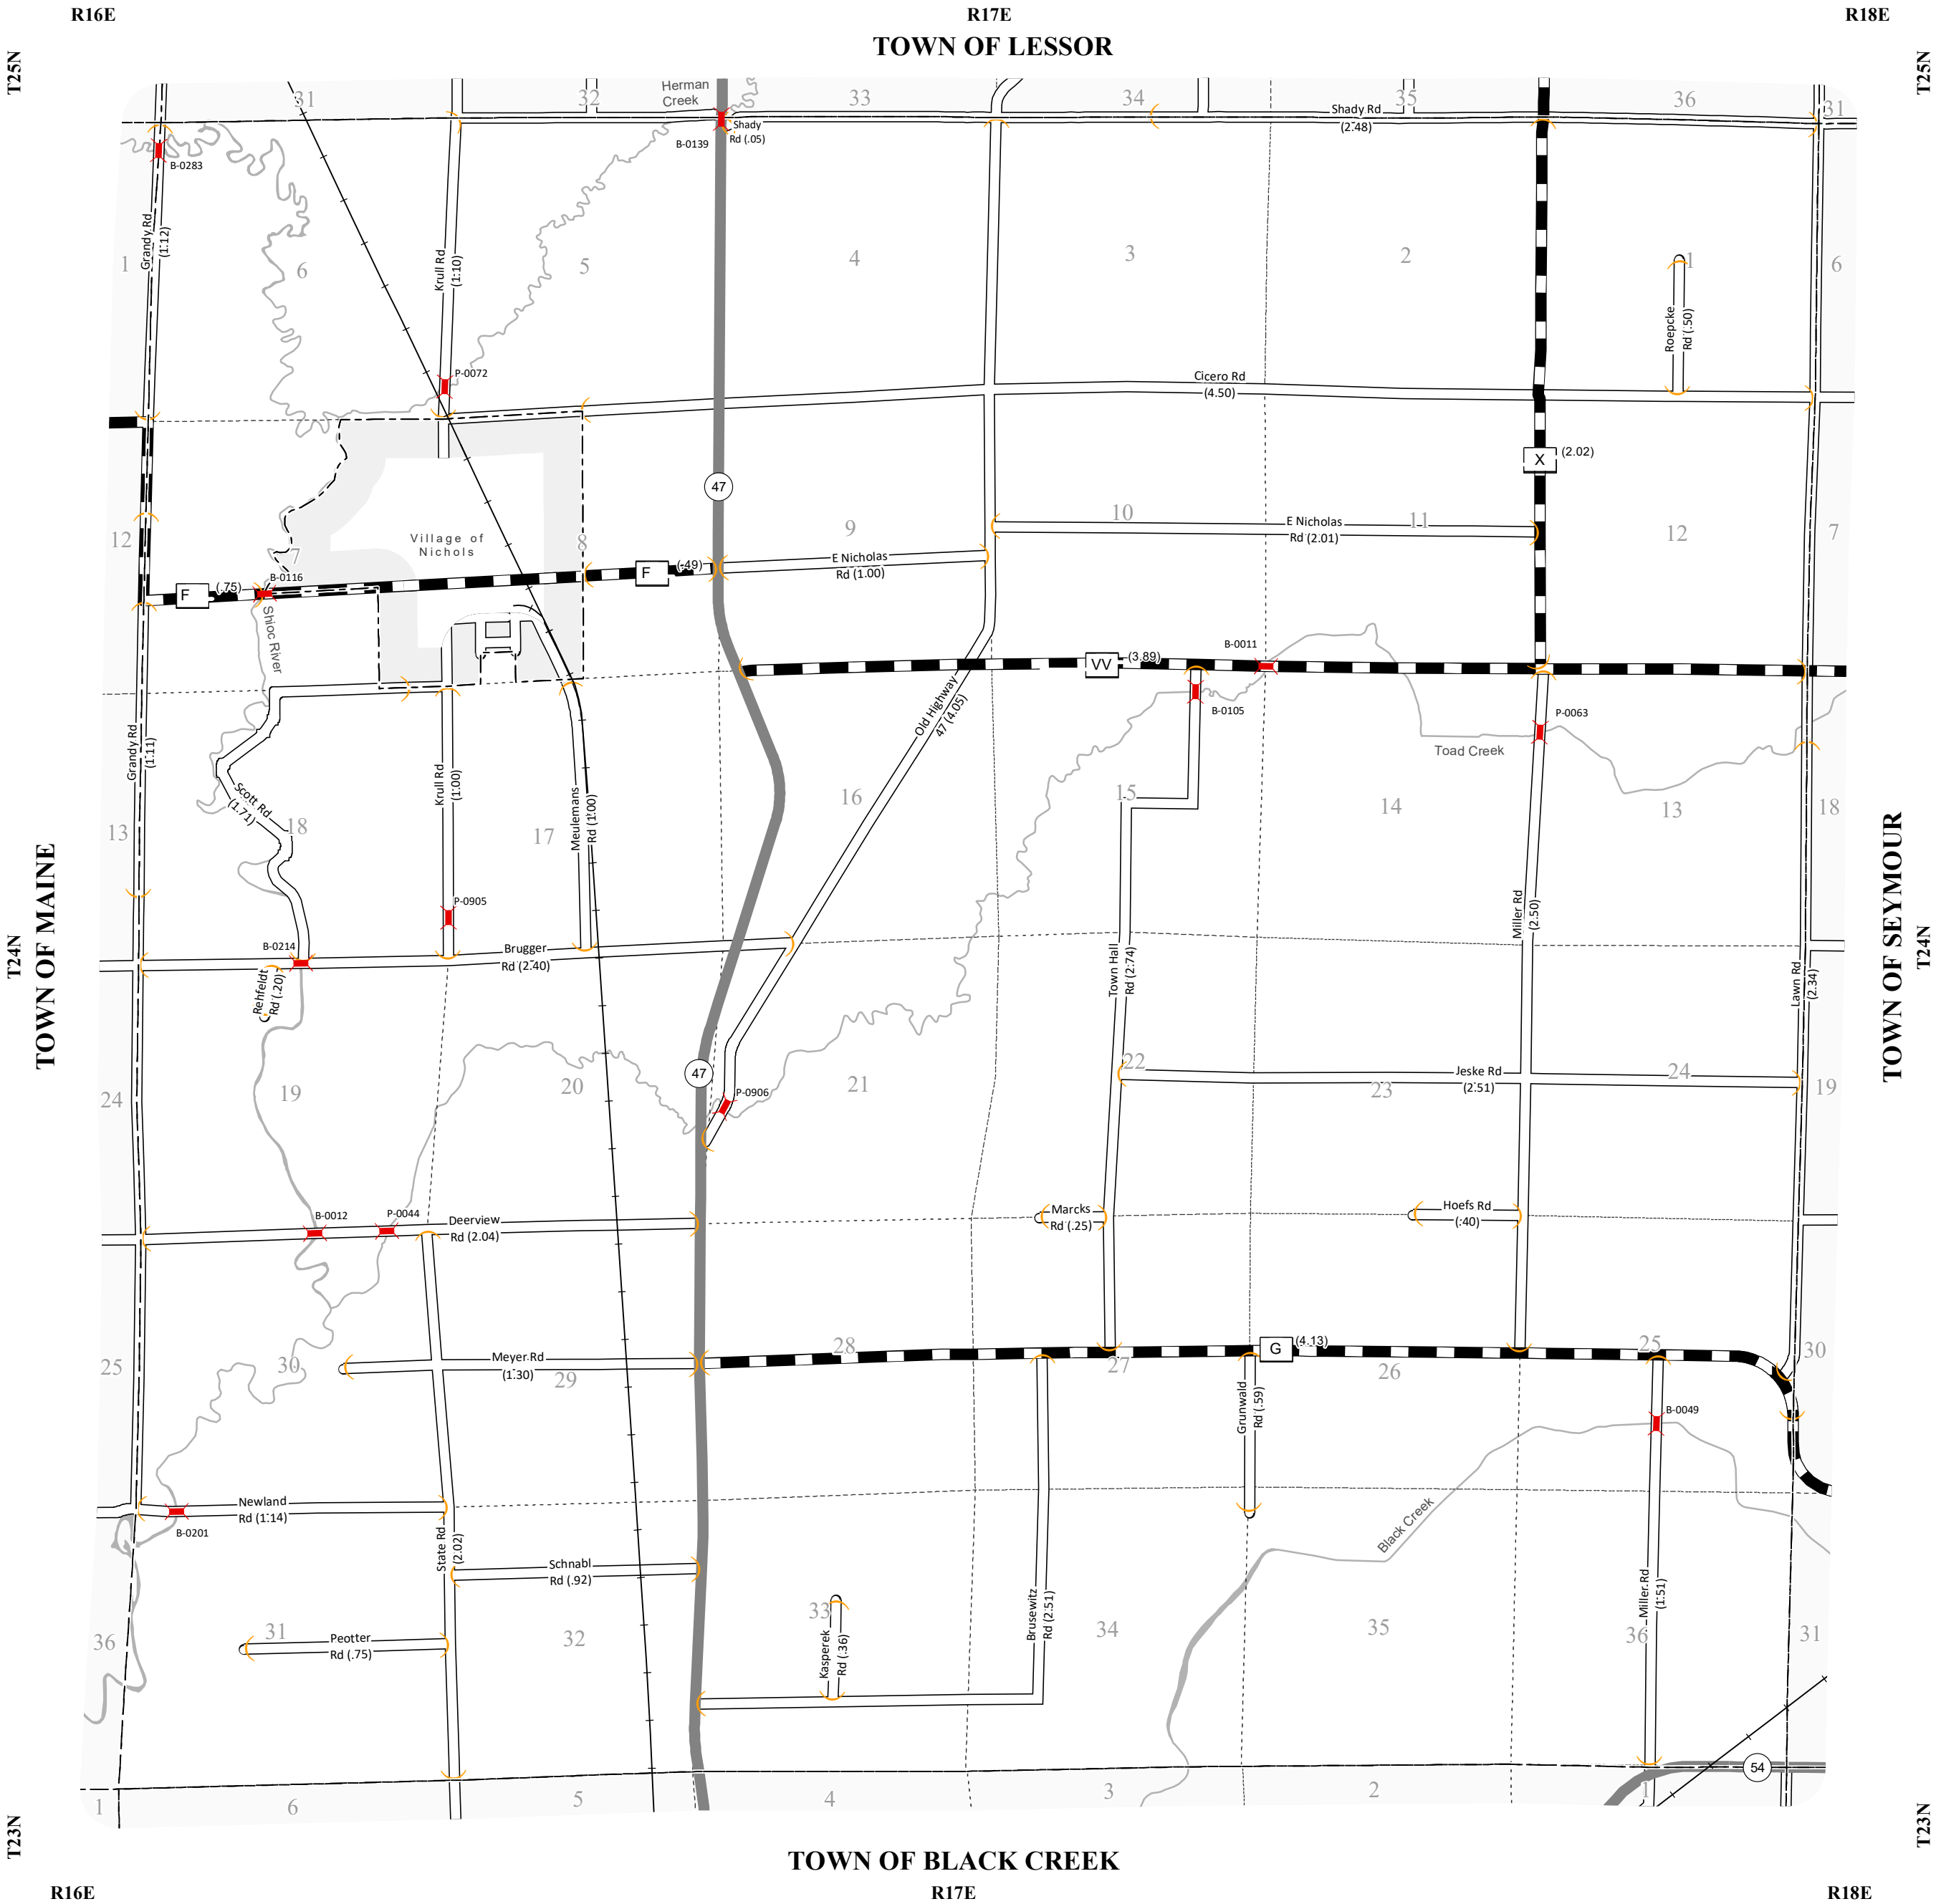 R16E
R17E
R18E
TOWN OF LESSOR
T25N
T25N
31
32
Herman
Creek
33
34
35
36
31
Shady Rd
(2.48)
Shady
Rd (.05)
B-0139
B-0283
Grandy Rd
(1.12)
Krull Rd
(1.10)
1
6
5
4
3
2
1
6
Roepcke
Rd (.50)
P-0072
Cicero Rd
(4.50)
X
(2.02)
47
12
7
Village of
Nichols
8
9
10
11
12
7
E Nicholas
Rd (2.01)
E Nicholas
Rd (1.00)
F
(.75)
B-0116
F
(.49)
Shioc River
VV
(3.89)
B-0011
B-0105
P-0063
Toad Creek
Old Highway
47 (4.05)
Grandy Rd
(1.11)
Scott Rd
(1.71)
Krull Rd
(1.00)
Meulemans
Rd (1.00)
13
18
17
16
15
14
13
18
TOWN OF MAINE
TOWN OF SEYMOUR
T24N
T24N
P-0905
B-0214
Brugger
Rd (2.40)
Rehfeldt
Rd (.20)
Miller Rd
(2.50)
Town Hall
Rd (2.74)
Lawn Rd
(2.34)
47
P-0906
24
19
20
21
22
23
24
19
Jeske Rd
(2.51)
B-0012
P-0044
Deerview
Rd (2.04)
Marcks
Rd (.25)
Hoefs Rd
(.40)
G
(4.13)
25
30
29
28
27
26
25
30
Meyer Rd
(1.30)
Grunwald
Rd (.59)
B-0049
Newland
Rd (1.14)
B-0201
State Rd
(2.02)
Schnabl
Rd (.92)
Black Creek
Miller Rd
(1.51)
Brusewitz
Rd (2.51)
Kasperek
Rd (.36)
Peotter
Rd (.75)
36
31
32
33
34
35
36
31
54
1
6
5
4
3
2
1
T23N
T23N
TOWN OF BLACK CREEK
R16E
R17E
R18E